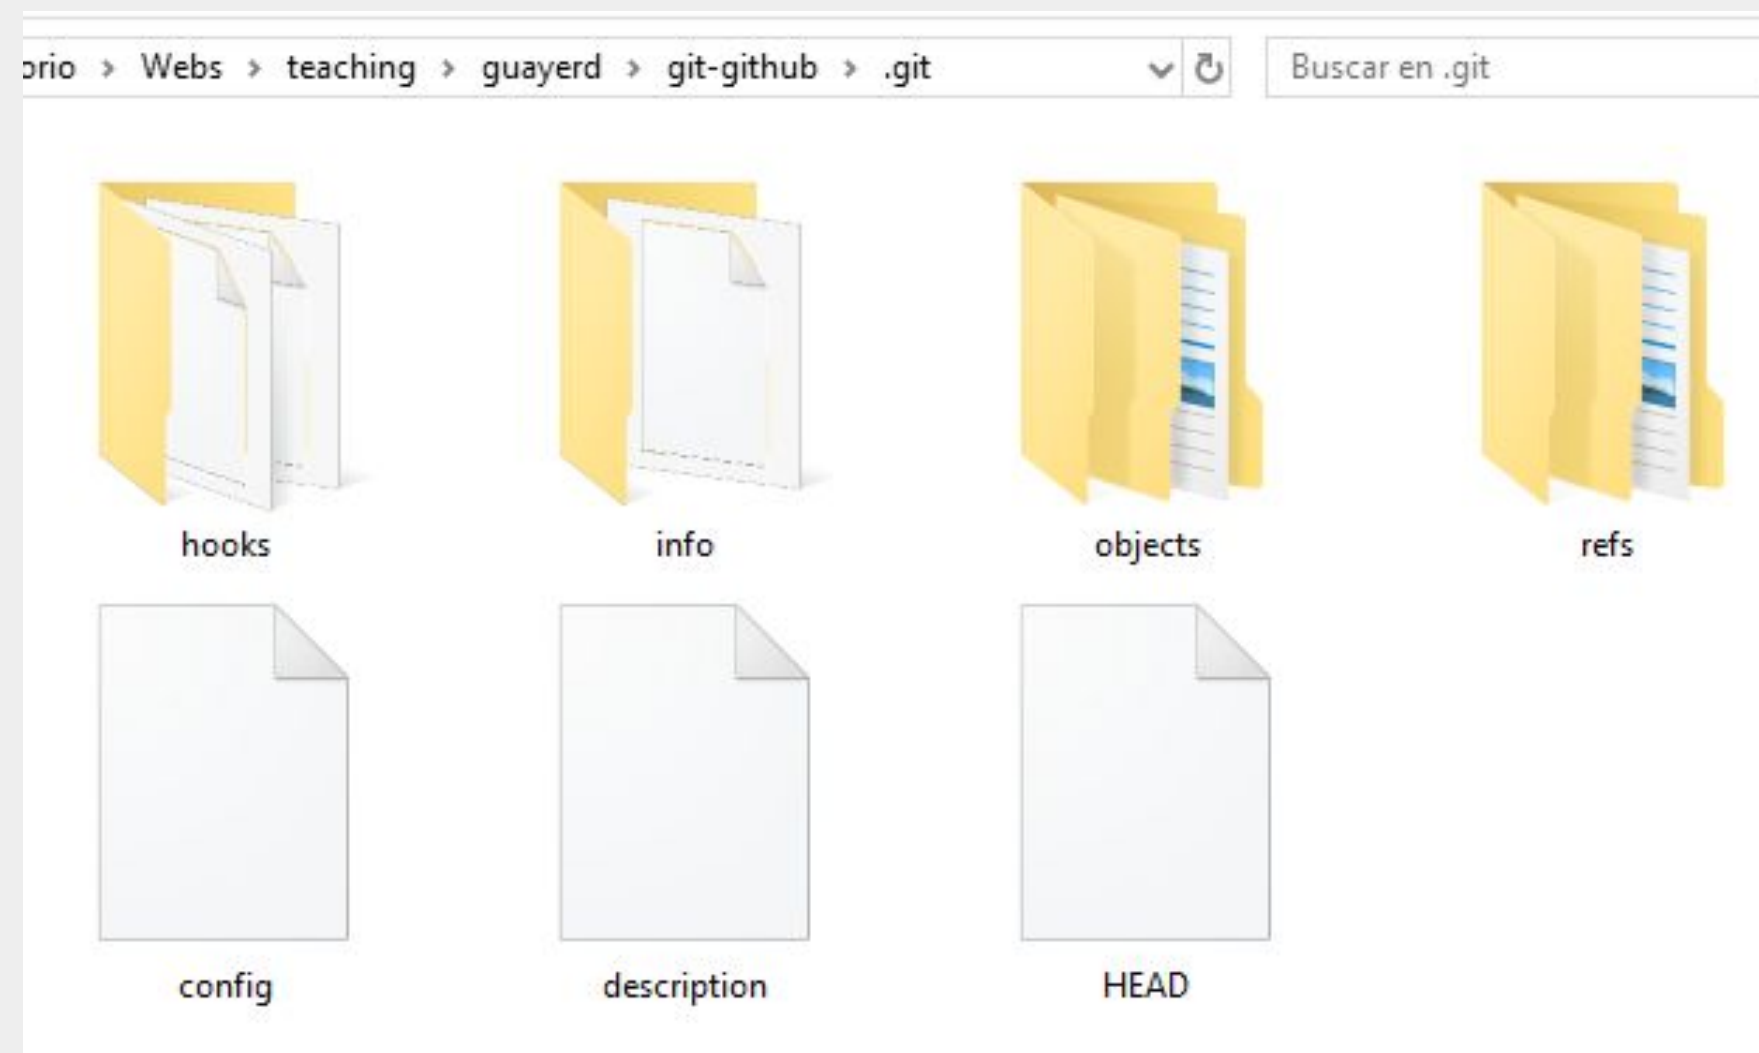 orio > Webs > teaching > guayerd > git-github > .git Buscar en .git
hooks info objects refs
config description HEAD